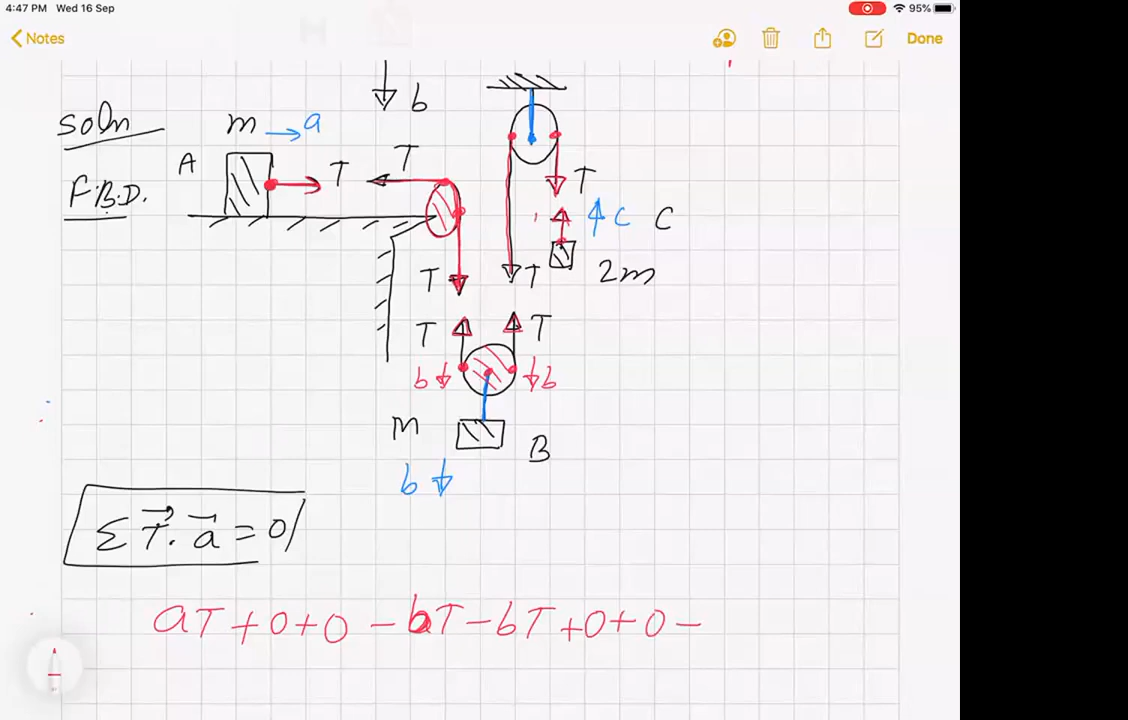 4:47 PM Wed 16 Sep
95%
Notes
Done
b
Soln
m
a
A
T
T
F.B.D.
T
C
C
2m
T
T
T
T
b
b
M
B
b
Σ T. a = 0
aT + 0 + 0 - bT - bT + 0 + 0 -